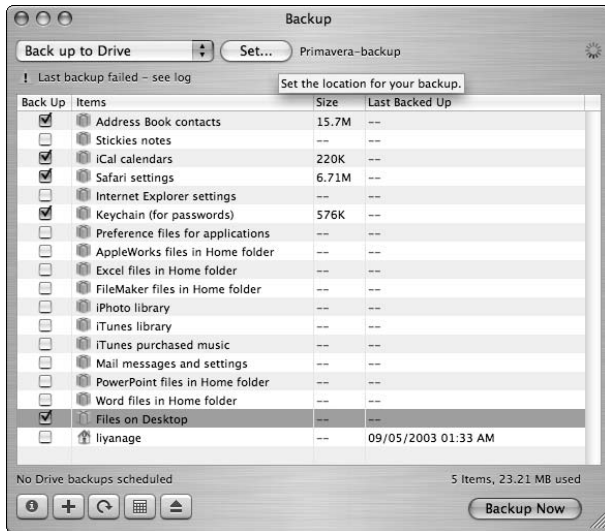 Backup
Back up to Drive Set... Primavera-backup
! Last backup failed – see log
Set the location for your backup.
Back Up Items Size Last Backed Up
Address Book contacts 15.7M --
Stickies notes -- --
iCal calendars 220K --
Safari settings 6.71M --
Internet Explorer settings -- --
Keychain (for passwords) 576K --
Preference files for applications -- --
AppleWorks files in Home folder -- --
Excel files in Home folder -- --
FileMaker files in Home folder -- --
iPhoto library -- --
iTunes library -- --
iTunes purchased music -- --
Mail messages and settings -- --
PowerPoint files in Home folder -- --
Word files in Home folder -- --
Files on Desktop -- --
liyanage -- 09/05/2003 01:33 AM
No Drive backups scheduled 5 Items, 23.21 MB used
Backup Now